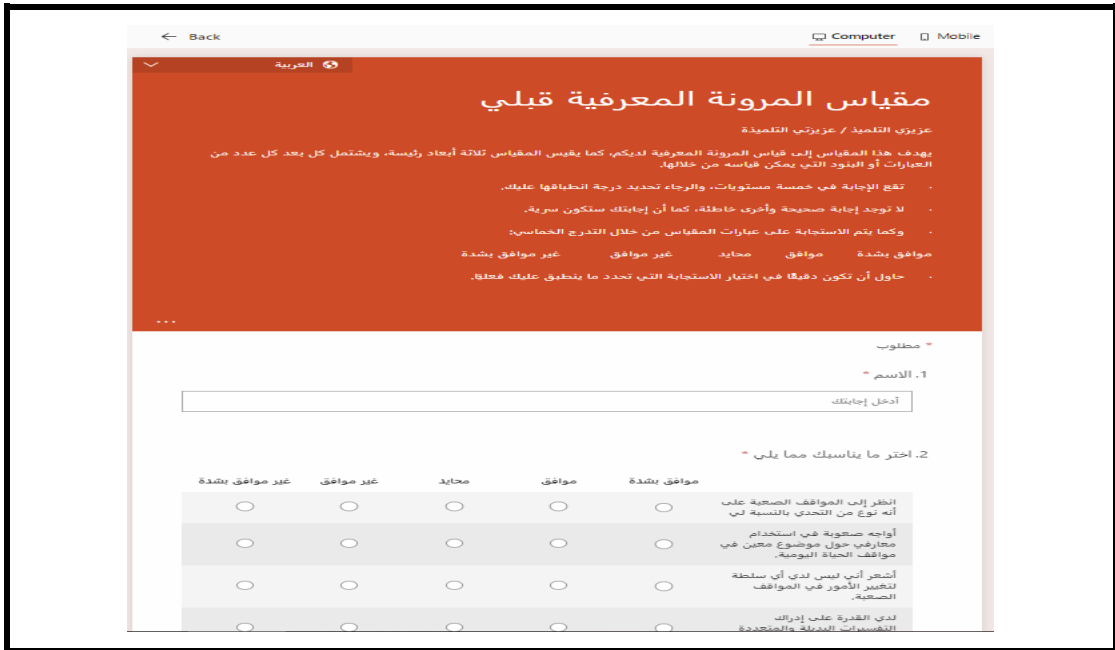 Back
Computer
Mobile
العربية
مقياس المرونة المعرفية قبلي
عزيزي التلميذ / عزيزتي التلميذة
يهدف هذا المقياس إلى قياس المرونة المعرفية لديكم، كما يقيس المقياس ثلاثة أبعاد رئيسة، ويشتمل كل بعد كل عدد من
العبارات أو البنود التي يمكن قياسه من خلالها.
· تقع الإجابة في خمسة مستويات، والرجاء تحديد درجة انطباقها عليك.
· لا توجد إجابة صحيحة وأخرى خاطئة، كما أن إجابتك ستكون سرية.
· وكما يتم الاستجابة على عبارات المقياس من خلال التدرج الخماسي:
موافق بشدة موافق محايد غير موافق غير موافق بشدة
· حاول أن تكون دقيقًا في اختيار الاستجابة التي تحدد ما ينطبق عليك فعليًا.
* مطلوب
1. الاسم *
أدخل إجابتك
2. اختر ما يناسبك مما يلي *
موافق بشدة موافق محايد غير موافق غير موافق بشدة
انظر إلى المواقف الصعبة على
أنه نوع من التحدي بالنسبة لي
أواجه صعوبة في استخدام
معارفي حول موضوع معين في
مواقف الحياة اليومية.
أشعر أني ليس لدي أي سلطة
لتغيير الأمور في المواقف
الصعبة.
لدي القدرة على إدراك
التفسيرات البديلة والمتعددة